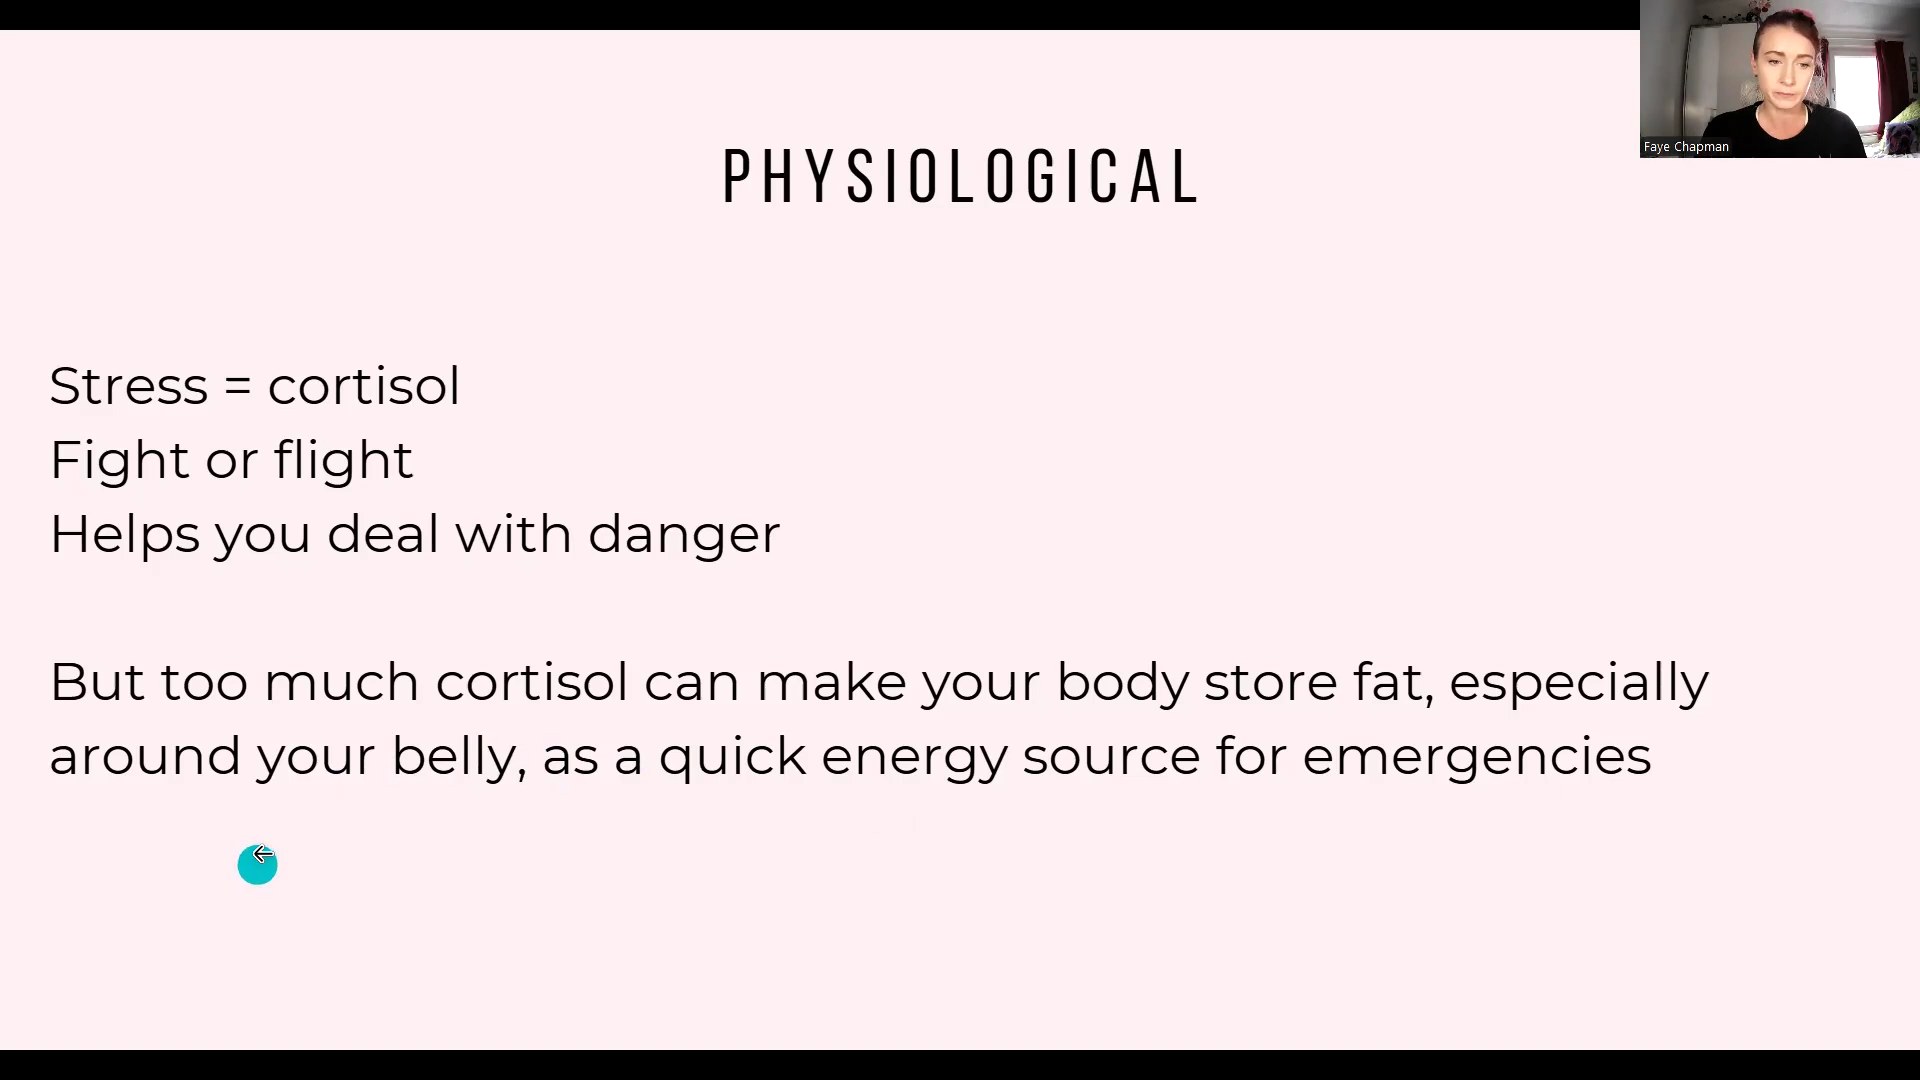 Faye Chapman
PHYSIOLOGICAL
Stress = cortisol
Fight or flight
Helps you deal with danger
But too much cortisol can make your body store fat, especially
around your belly, as a quick energy source for emergencies